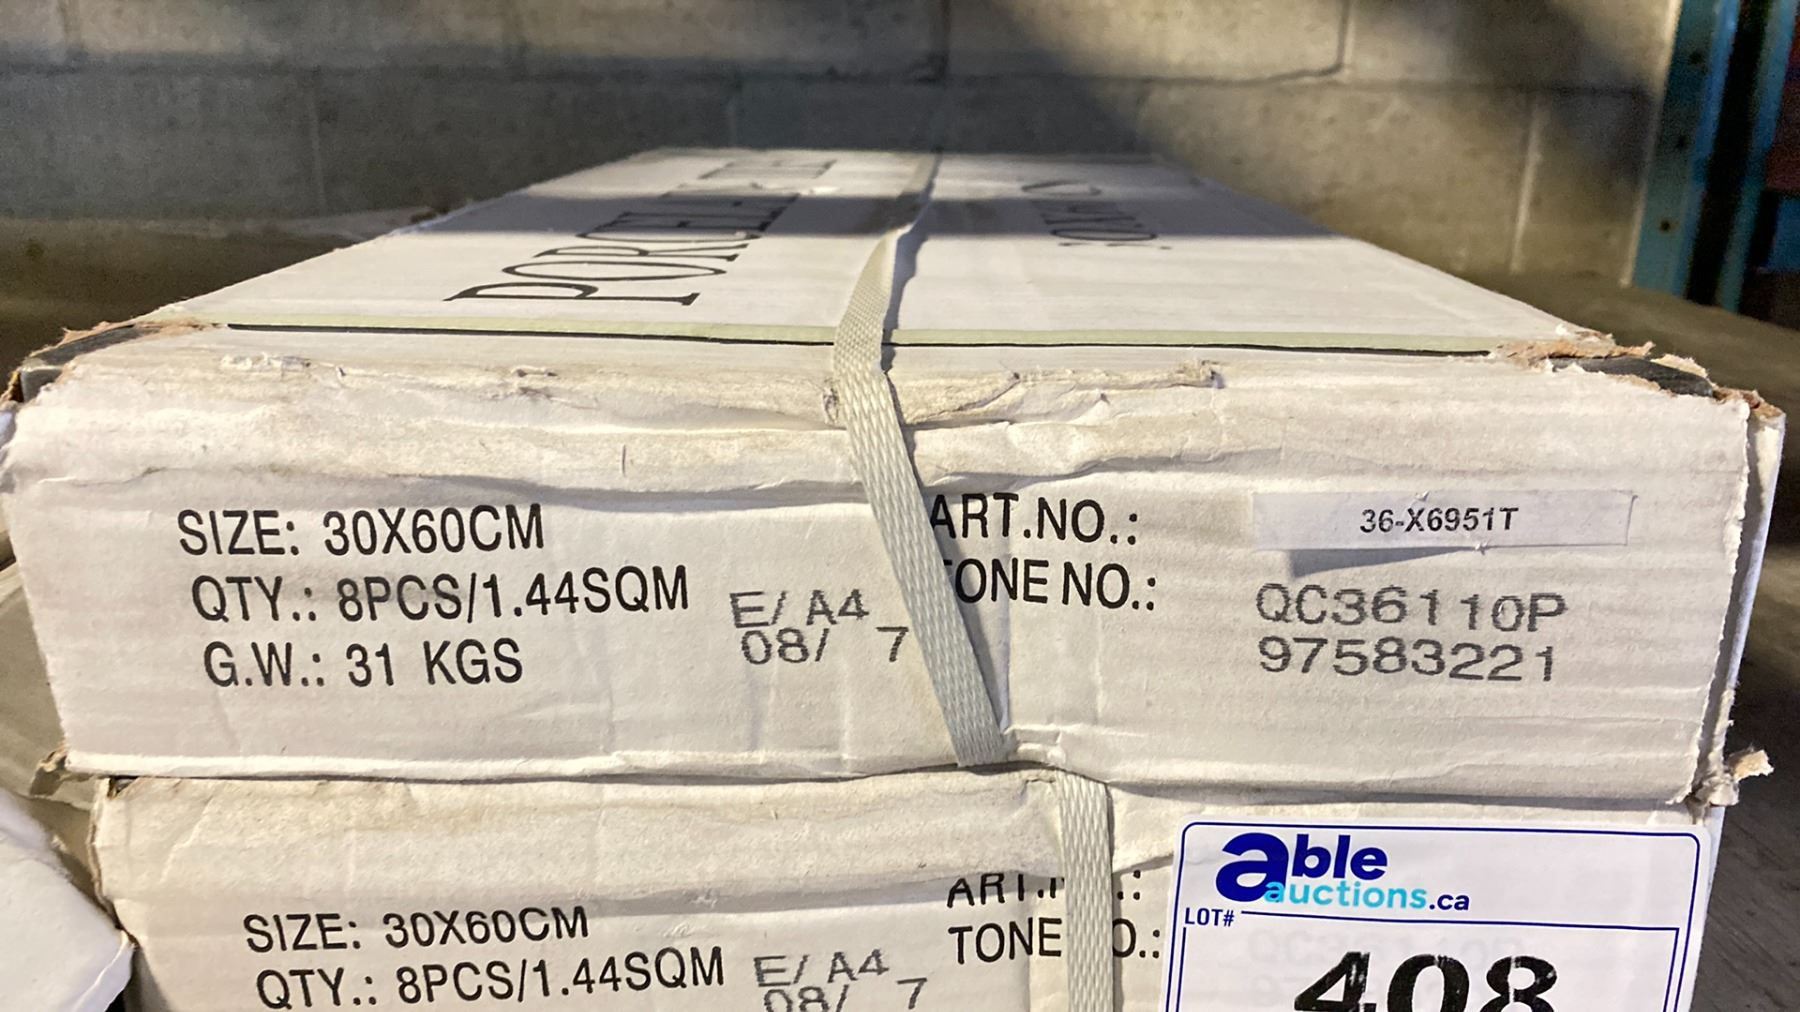 SIZE: 30X60CM
QTY.: 8PCS/1.44SQM
G.W.: 31 KGS
E/ A4
08/ 7
ART.NO.:
36-X6951T
NO.:
QC36110P
97583221
SIZE: 30X60CM
QTY.: 8PCS/1.44SQM
E/ A4
08/ 7
TONE
able
auctions.ca
LOT#
408